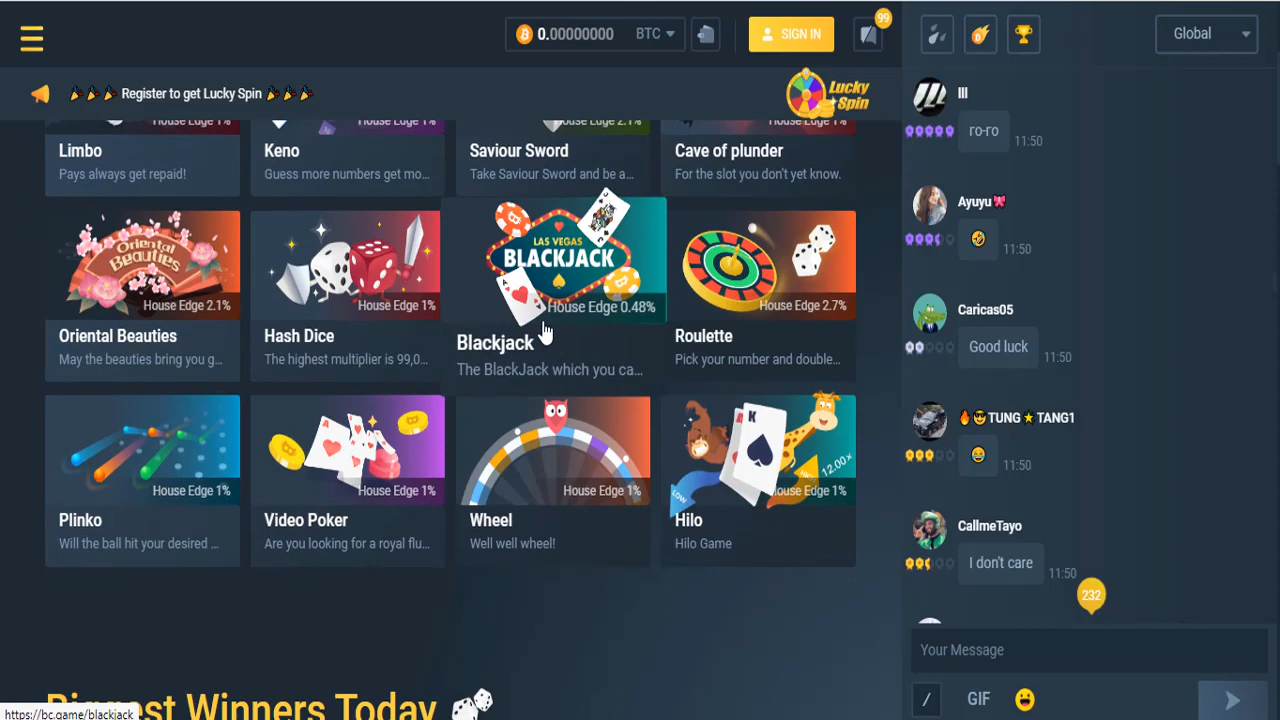 0.00000000
BTC
SIGN IN
99
Global
Register to get Lucky Spin
Lucky
Spin
House Edge 1%
House Edge 1%
House Edge 2.1%
House Edge 1%
Limbo
Pays always get repaid!
Keno
Guess more numbers get mo...
Saviour Sword
Take Saviour Sword and be a...
Cave of plunder
For the slot you don't yet know.
Oriental
Beauties
House Edge 2.1%
Oriental Beauties
May the beauties bring you g...
House Edge 1%
Hash Dice
The highest multiplier is 99,0...
LAS VEGAS
BLACKJACK
House Edge 0.48%
Blackjack
The BlackJack which you ca...
House Edge 2.7%
Roulette
Pick your number and double...
House Edge 1%
Plinko
Will the ball hit your desired ...
House Edge 1%
Video Poker
Are you looking for a royal flu...
House Edge 1%
Wheel
Well well wheel!
A
K
LOW
12.00×
House Edge 1%
Hilo
Hilo Game
Biggest Winners Today
https://bc.game/blackjack
lll
ro-ro
11:50
Ayuyu
11:50
Caricas05
Good luck
11:50
TUNG TANG1
11:50
CallmeTayo
I don't care
11:50
232
Your Message
/
GIF